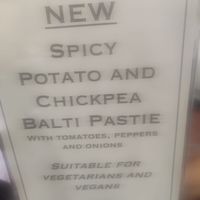 NEW
SPICY
POTATO AND
CHICKPEA
BALTI PASTIE
WITH TOMATOES, PEPPERS
AND ONIONS
SUITABLE FOR
VEGETARIANS AND
VEGANS